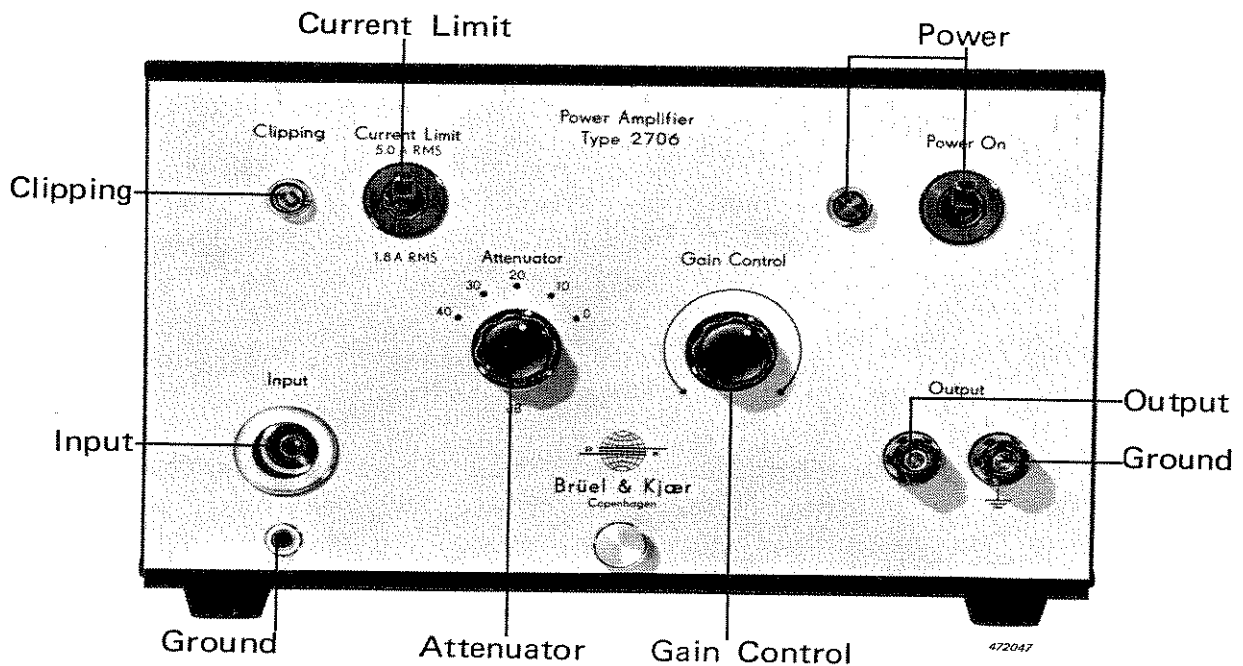 Current Limit
Power
Power Amplifier
Type 2706
Clipping
Current Limit
5.0 A RMS
Power On
Clipping
1.8 A RMS
Attenuator
Gain Control
40 30 20 10 0
dB
Input
Output
Input
Output
Ground
Brüel & Kjær
Copenhagen
Ground
Attenuator
Gain Control
472047